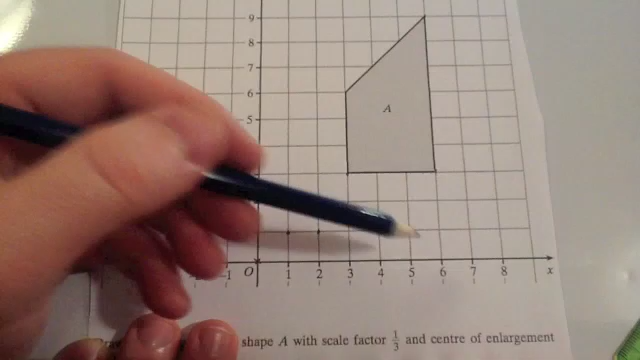 9
8
7
6
A
5
O
-1 1 2 3 4 5 6 7 8 x
shape A with scale factor 1/3 and centre of enlargement